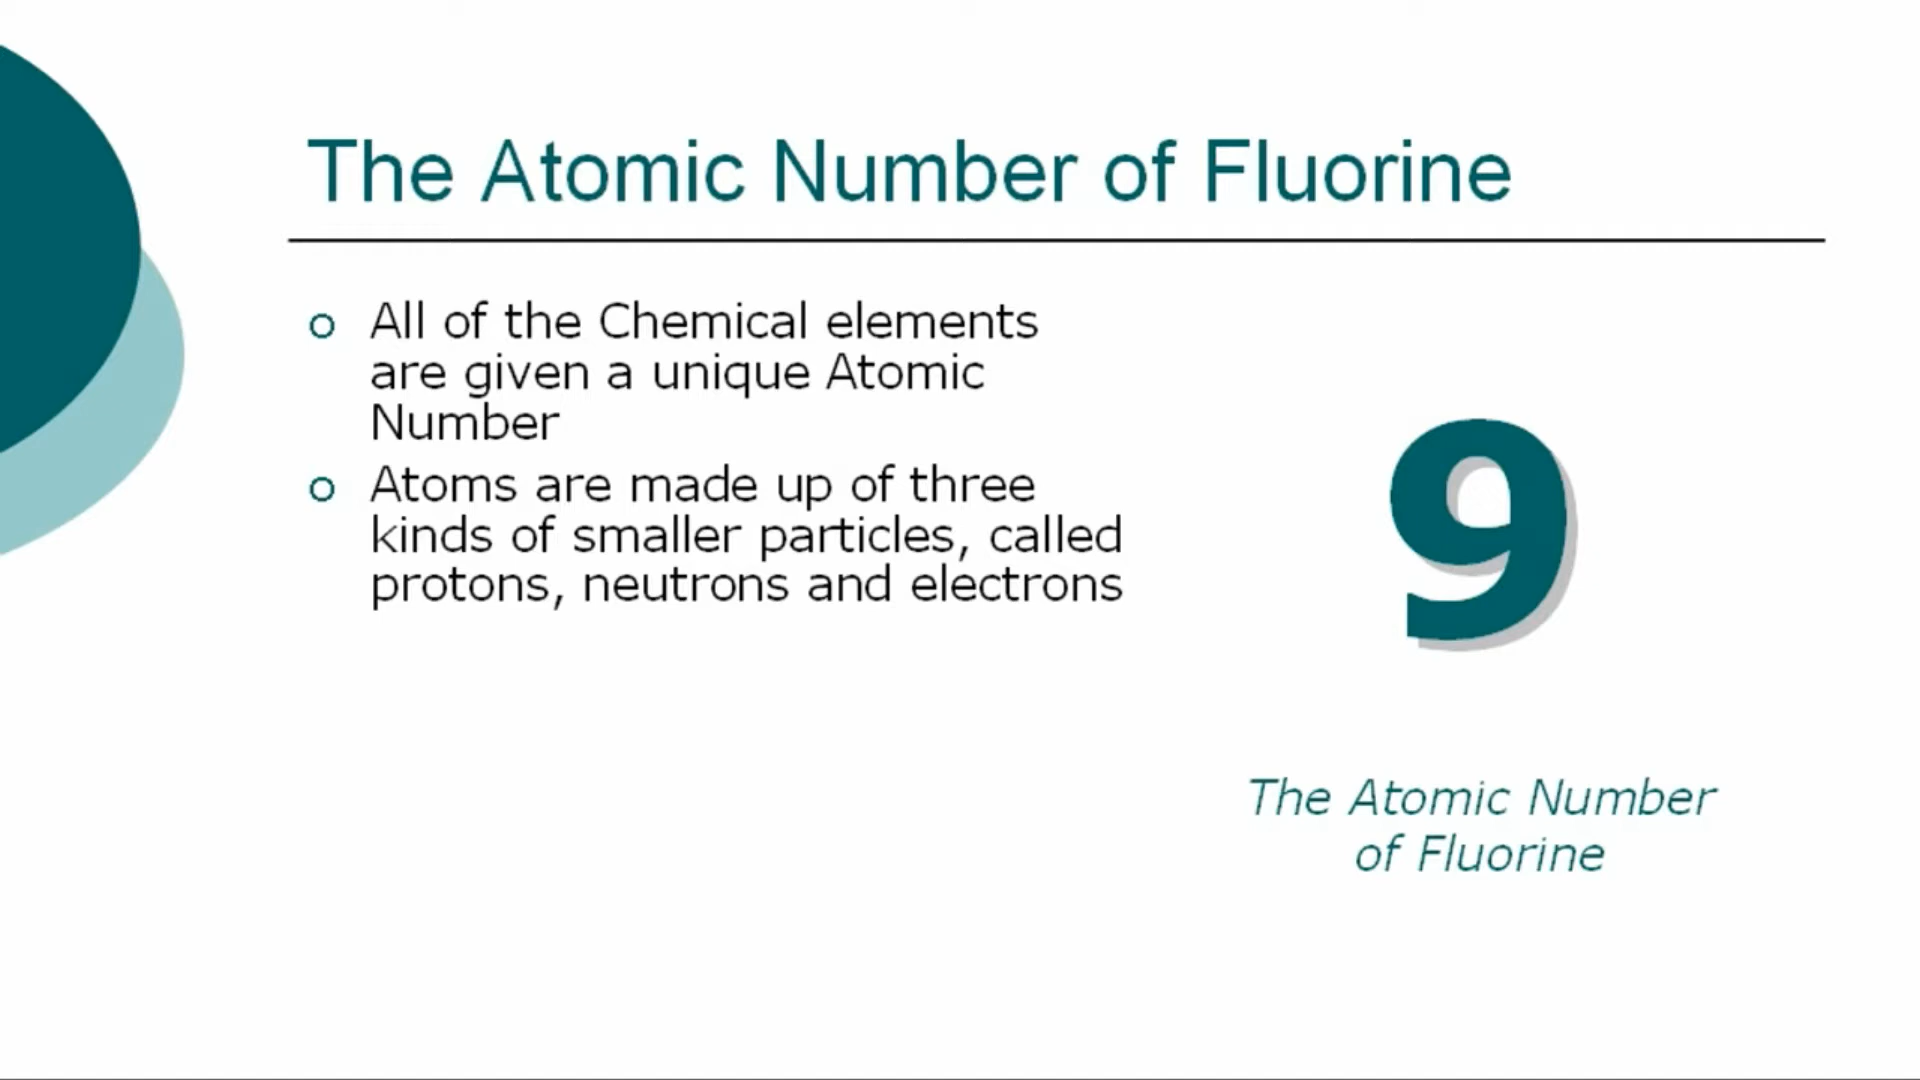 The Atomic Number of Fluorine
All of the Chemical elements
are given a unique Atomic
Number
Atoms are made up of three
kinds of smaller particles, called
protons, neutrons and electrons
9
The Atomic Number
of Fluorine